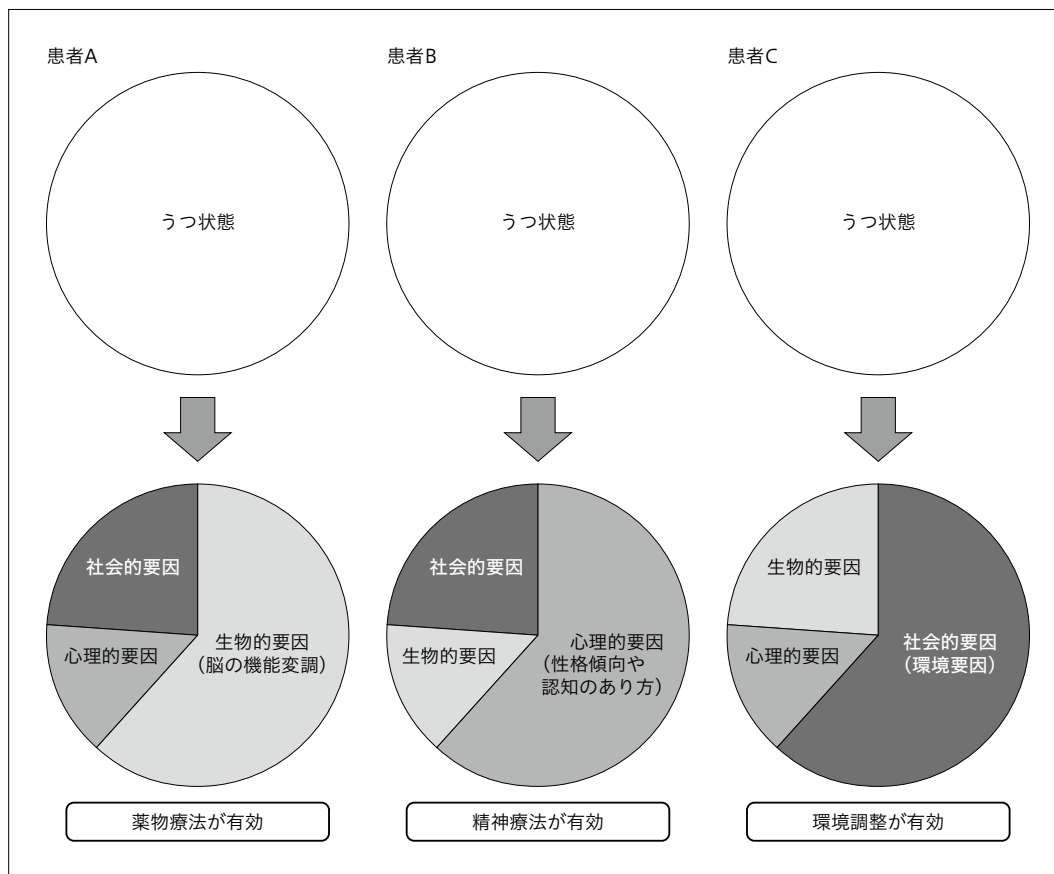 患者A
患者B
患者C
うつ状態
うつ状態
うつ状態
社会的要因
心理的要因
生物的要因
（脳の機能変調）
社会的要因
生物的要因
心理的要因
（性格傾向や
認知のあり方）
生物的要因
心理的要因
社会的要因
（環境要因）
薬物療法が有効
精神療法が有効
環境調整が有効